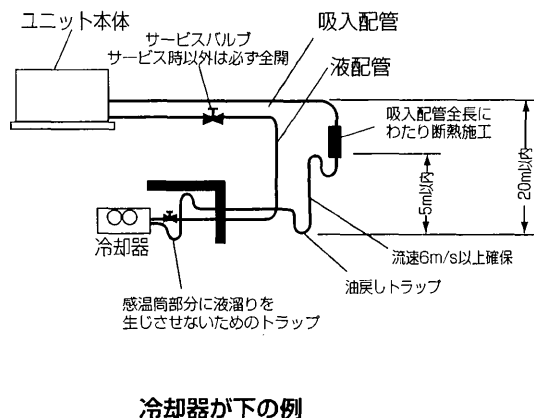 ユニット本体
サービスバルブ
サービス時以外は必ず全開
吸入配管
液配管
吸入配管全長に
わたり断熱施工
5m以内
20m以内
冷却器
流速6m/s以上確保
油戻しトラップ
感温筒部分に液溜りを
生じさせないためのトラップ
冷却器が下の例